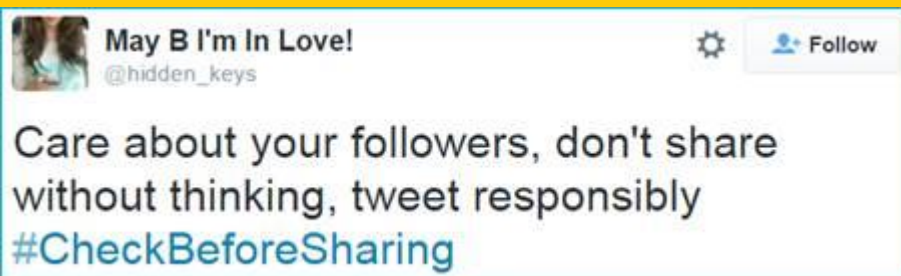 May B I'm In Love!
@hidden_keys
Follow
Care about your followers, don't share
without thinking, tweet responsibly
#CheckBeforeSharing